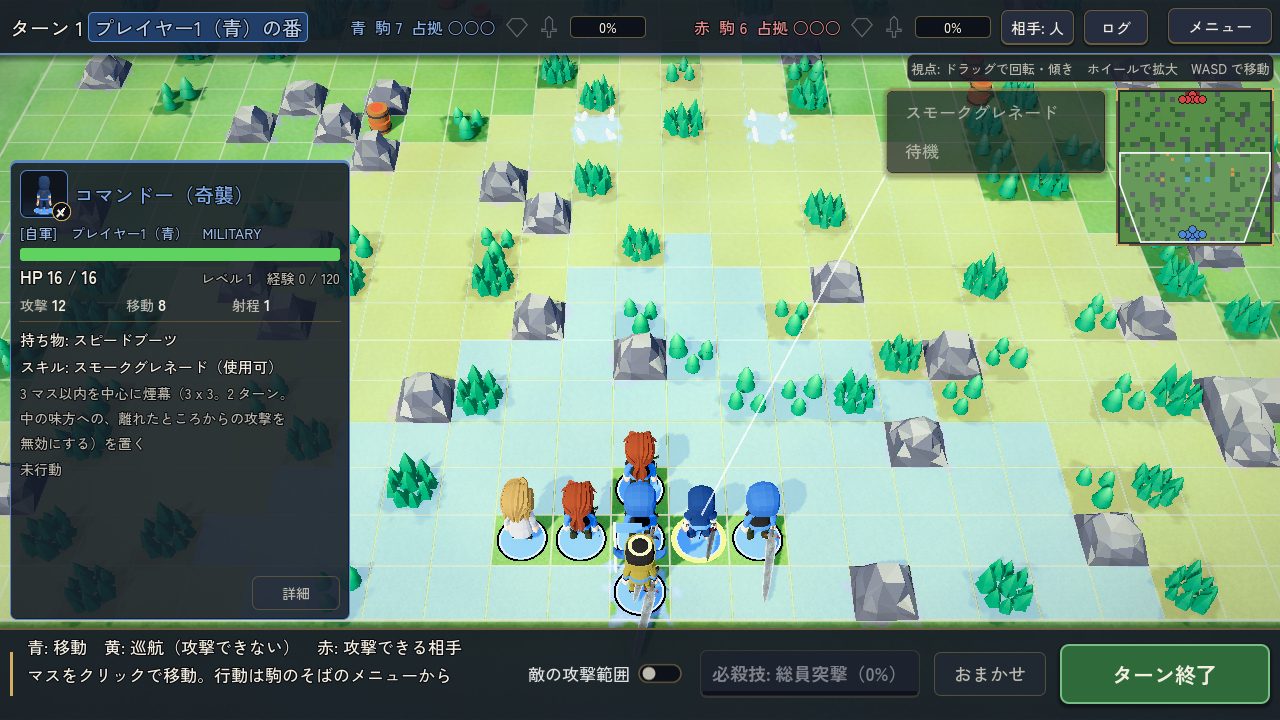 ターン 1 プレイヤー1（青）の番 青 駒 7 占拠 〇〇〇 0% 赤 駒 6 占拠 〇〇〇 0% 相手: 人 ログ メニュー
視点: ドラッグで回転・傾き ホイールで拡大 WASD で移動
スモークグレネード
待機
コマンドー（奇襲）
[自軍] プレイヤー1（青） MILITARY
HP 16 / 16 レベル 1 経験 0 / 120
攻撃 12 移動 8 射程 1
持ち物: スピードブーツ
スキル: スモークグレネード（使用可）
3 マス以内を中心に煙幕（3 x 3。2 ターン。
中の味方への、離れたところからの攻撃を
無効にする）を置く
未行動
詳細
青: 移動 黄: 巡航（攻撃できない） 赤: 攻撃できる相手
マスをクリックで移動。行動は駒のそばのメニューから
敵の攻撃範囲 必殺技: 総員突撃（0%） おまかせ ターン終了